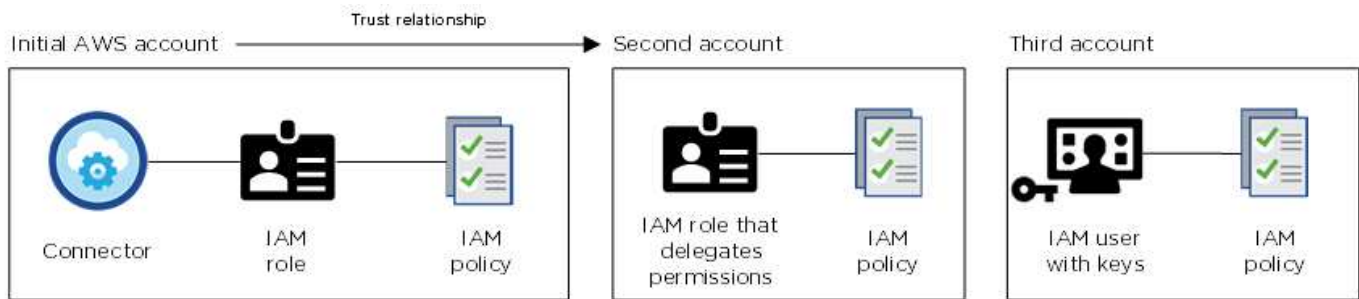 Trust relationship
Initial AWS account
Second account
Third account
Connector
IAM
role
IAM
policy
IAM role that
delegates
permissions
IAM
policy
IAM user
with keys
IAM
policy